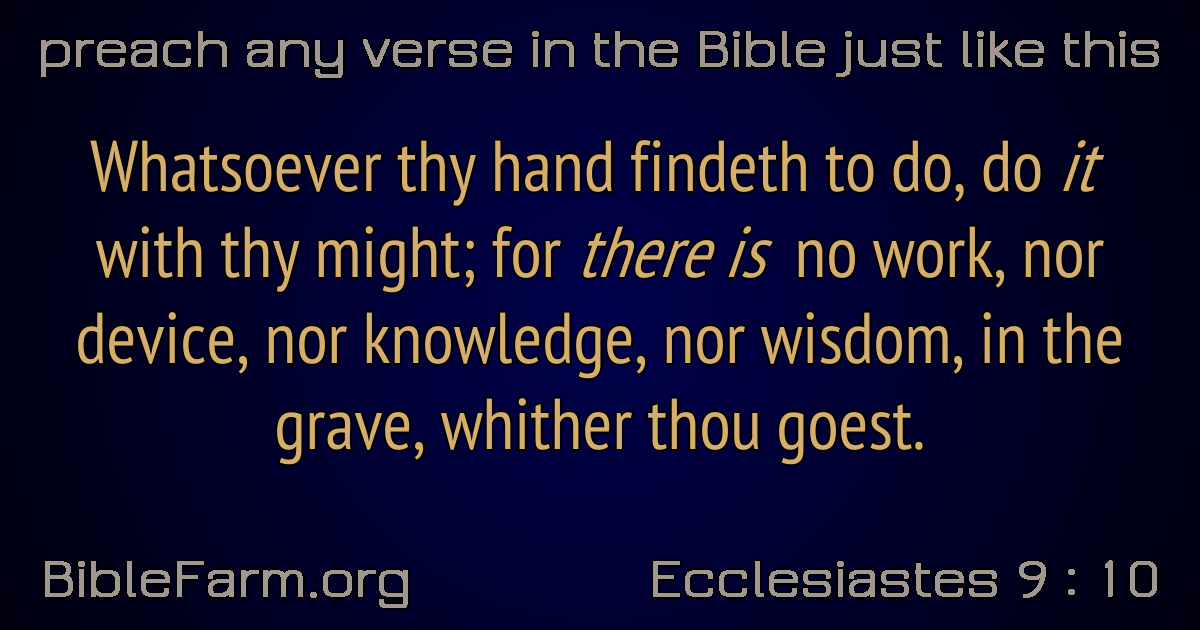 preach any verse in the Bible just like this
Whatsoever thy hand findeth to do, do it
with thy might; for there is no work, nor
device, nor knowledge, nor wisdom, in the
grave, whither thou goest.
BibleFarm.org
Ecclesiastes 9 : 10